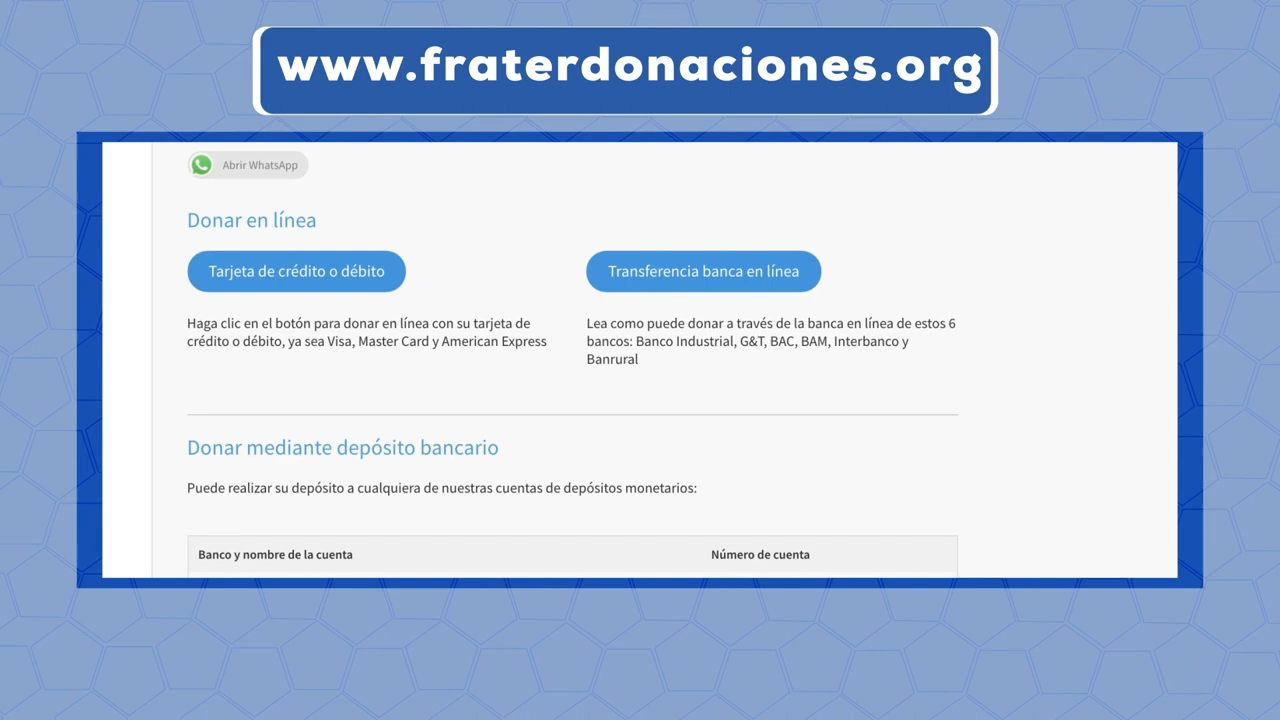 www.fraterdonaciones.org
Abrir WhatsApp
Donar en línea
Tarjeta de crédito o débito
Haga clic en el botón para donar en línea con su tarjeta de
crédito o débito, ya sea Visa, Master Card y American Express
Transferencia banca en línea
Lea como puede donar a través de la banca en línea de estos 6
bancos: Banco Industrial, G&T, BAC, BAM, Interbanco y
Banrural
Donar mediante depósito bancario
Puede realizar su depósito a cualquiera de nuestras cuentas de depósitos monetarios:
Banco y nombre de la cuenta
Número de cuenta